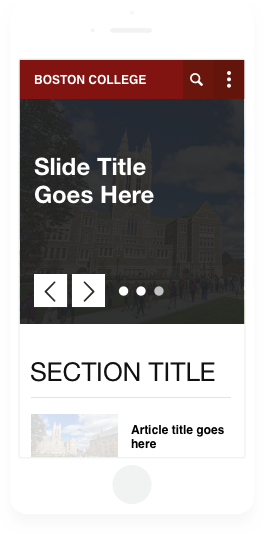 BOSTON COLLEGE
Slide Title
Goes Here
SECTION TITLE
Article title goes
here